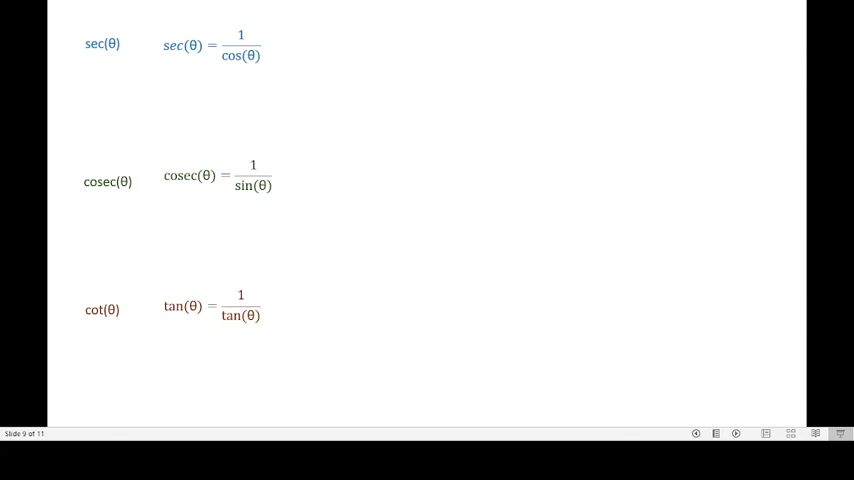 sec(θ) sec(θ) = 1/cos(θ)
cosec(θ) cosec(θ) = 1/sin(θ)
cot(θ) tan(θ) = 1/tan(θ)
Slide 9 of 11